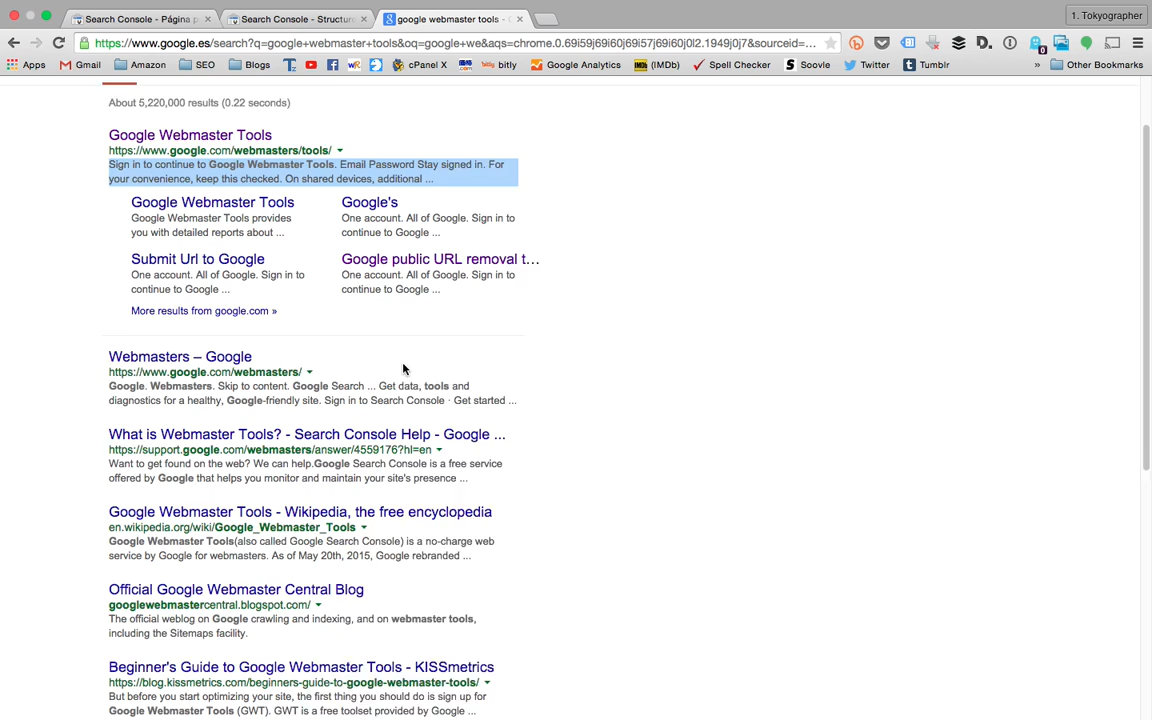 Search Console - Página p
Search Console - Structure
google webmaster tools -
1. Tokyographer
https://www.google.es/search?q=google+webmaster+tools&oq=google+we&aqs=chrome.0.69i59j69i60j69i57j69i60j0l2.1949j0j7&sourceid=...
Apps
Gmail
Amazon
SEO
Blogs
cPanel X
bitly
Google Analytics
(IMDb)
Spell Checker
Soovle
Twitter
Tumblr
»
Other Bookmarks
About 5,220,000 results (0.22 seconds)
Google Webmaster Tools
https://www.google.com/webmasters/tools/
Sign in to continue to Google Webmaster Tools. Email Password Stay signed in. For
your convenience, keep this checked. On shared devices, additional ...
Google Webmaster Tools
Google Webmaster Tools provides
you with detailed reports about ...
Google's
One account. All of Google. Sign in to
continue to Google ...
Submit Url to Google
One account. All of Google. Sign in to
continue to Google ...
Google public URL removal t...
One account. All of Google. Sign in to
continue to Google ...
More results from google.com »
Webmasters – Google
https://www.google.com/webmasters/
Google. Webmasters. Skip to content. Google Search ... Get data, tools and
diagnostics for a healthy, Google-friendly site. Sign in to Search Console · Get started ...
What is Webmaster Tools? - Search Console Help - Google ...
https://support.google.com/webmasters/answer/4559176?hl=en
Want to get found on the web? We can help.Google Search Console is a free service
offered by Google that helps you monitor and maintain your site's presence ...
Google Webmaster Tools - Wikipedia, the free encyclopedia
en.wikipedia.org/wiki/Google_Webmaster_Tools
Google Webmaster Tools(also called Google Search Console) is a no-charge web
service by Google for webmasters. As of May 20th, 2015, Google rebranded ...
Official Google Webmaster Central Blog
googlewebmastercentral.blogspot.com/
The official weblog on Google crawling and indexing, and on webmaster tools,
including the Sitemaps facility.
Beginner's Guide to Google Webmaster Tools - KISSmetrics
https://blog.kissmetrics.com/beginners-guide-to-google-webmaster-tools/
But before you start optimizing your site, the first thing you should do is sign up for
Google Webmaster Tools (GWT). GWT is a free toolset provided by Google ...